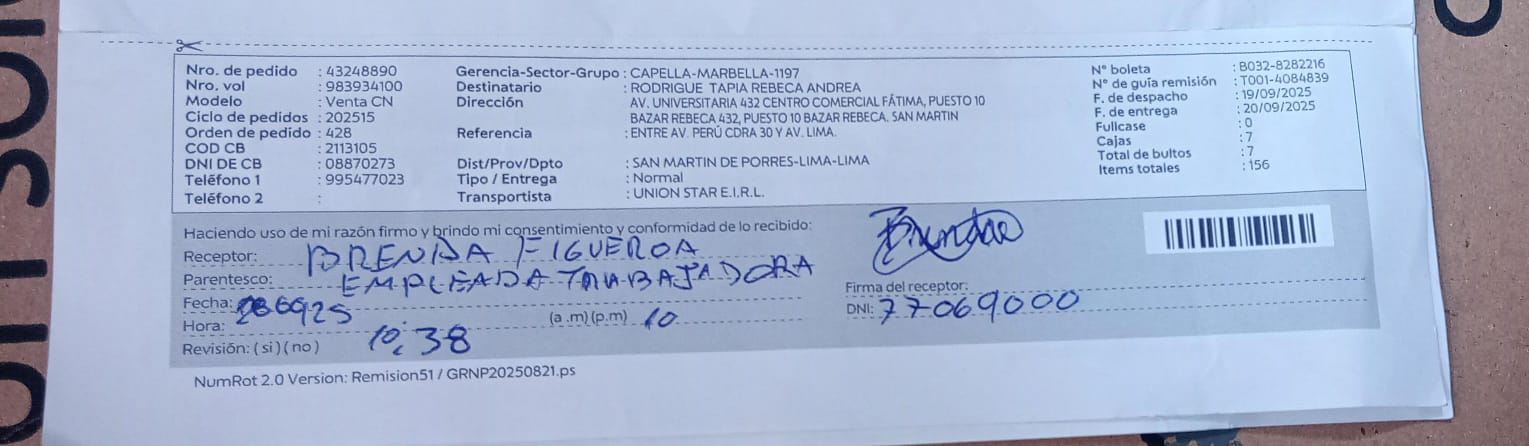 Nro. de pedido : 43248890
Nro. vol : 983934100
Modelo : Venta CN
Ciclo de pedidos : 202515
Orden de pedido : 428
COD CB : 2113105
DNI DE CB : 08870273
Teléfono 1 : 995477023
Teléfono 2 :
Gerencia-Sector-Grupo : CAPELLA-MARBELLA-1197
Destinatario : RODRIGUE TAPIA REBECA ANDREA
Dirección AV. UNIVERSITARIA 432 CENTRO COMERCIAL FÁTIMA, PUESTO 10
BAZAR REBECA 432, PUESTO 10 BAZAR REBECA, SAN MARTIN
Referencia : ENTRE AV. PERÚ CDRA 30 Y AV. LIMA.
Dist/Prov/Dpto : SAN MARTIN DE PORRES-LIMA-LIMA
Tipo / Entrega : Normal
Transportista : UNION STAR E.I.R.L.
N° boleta : B032-8282216
N° de guía remisión : T001-4084839
F. de despacho : 19/09/2025
F. de entrega : 20/09/2025
Fullcase : 0
Cajas : 7
Total de bultos : 7
Items totales : 156
Haciendo uso de mi razón firmo y brindo mi consentimiento y conformidad de lo recibido:
Receptor: BRENDA FIGUEROA
Parentesco: EMPLEADA TRABAJADORA
Fecha:
Hora: (a .m) (p.m) 10
Revisión: ( si ) ( no ) 10:38
Firma del receptor:
DNI: 77069000
NumRot 2.0 Version: Remision51 / GRNP20250821.ps